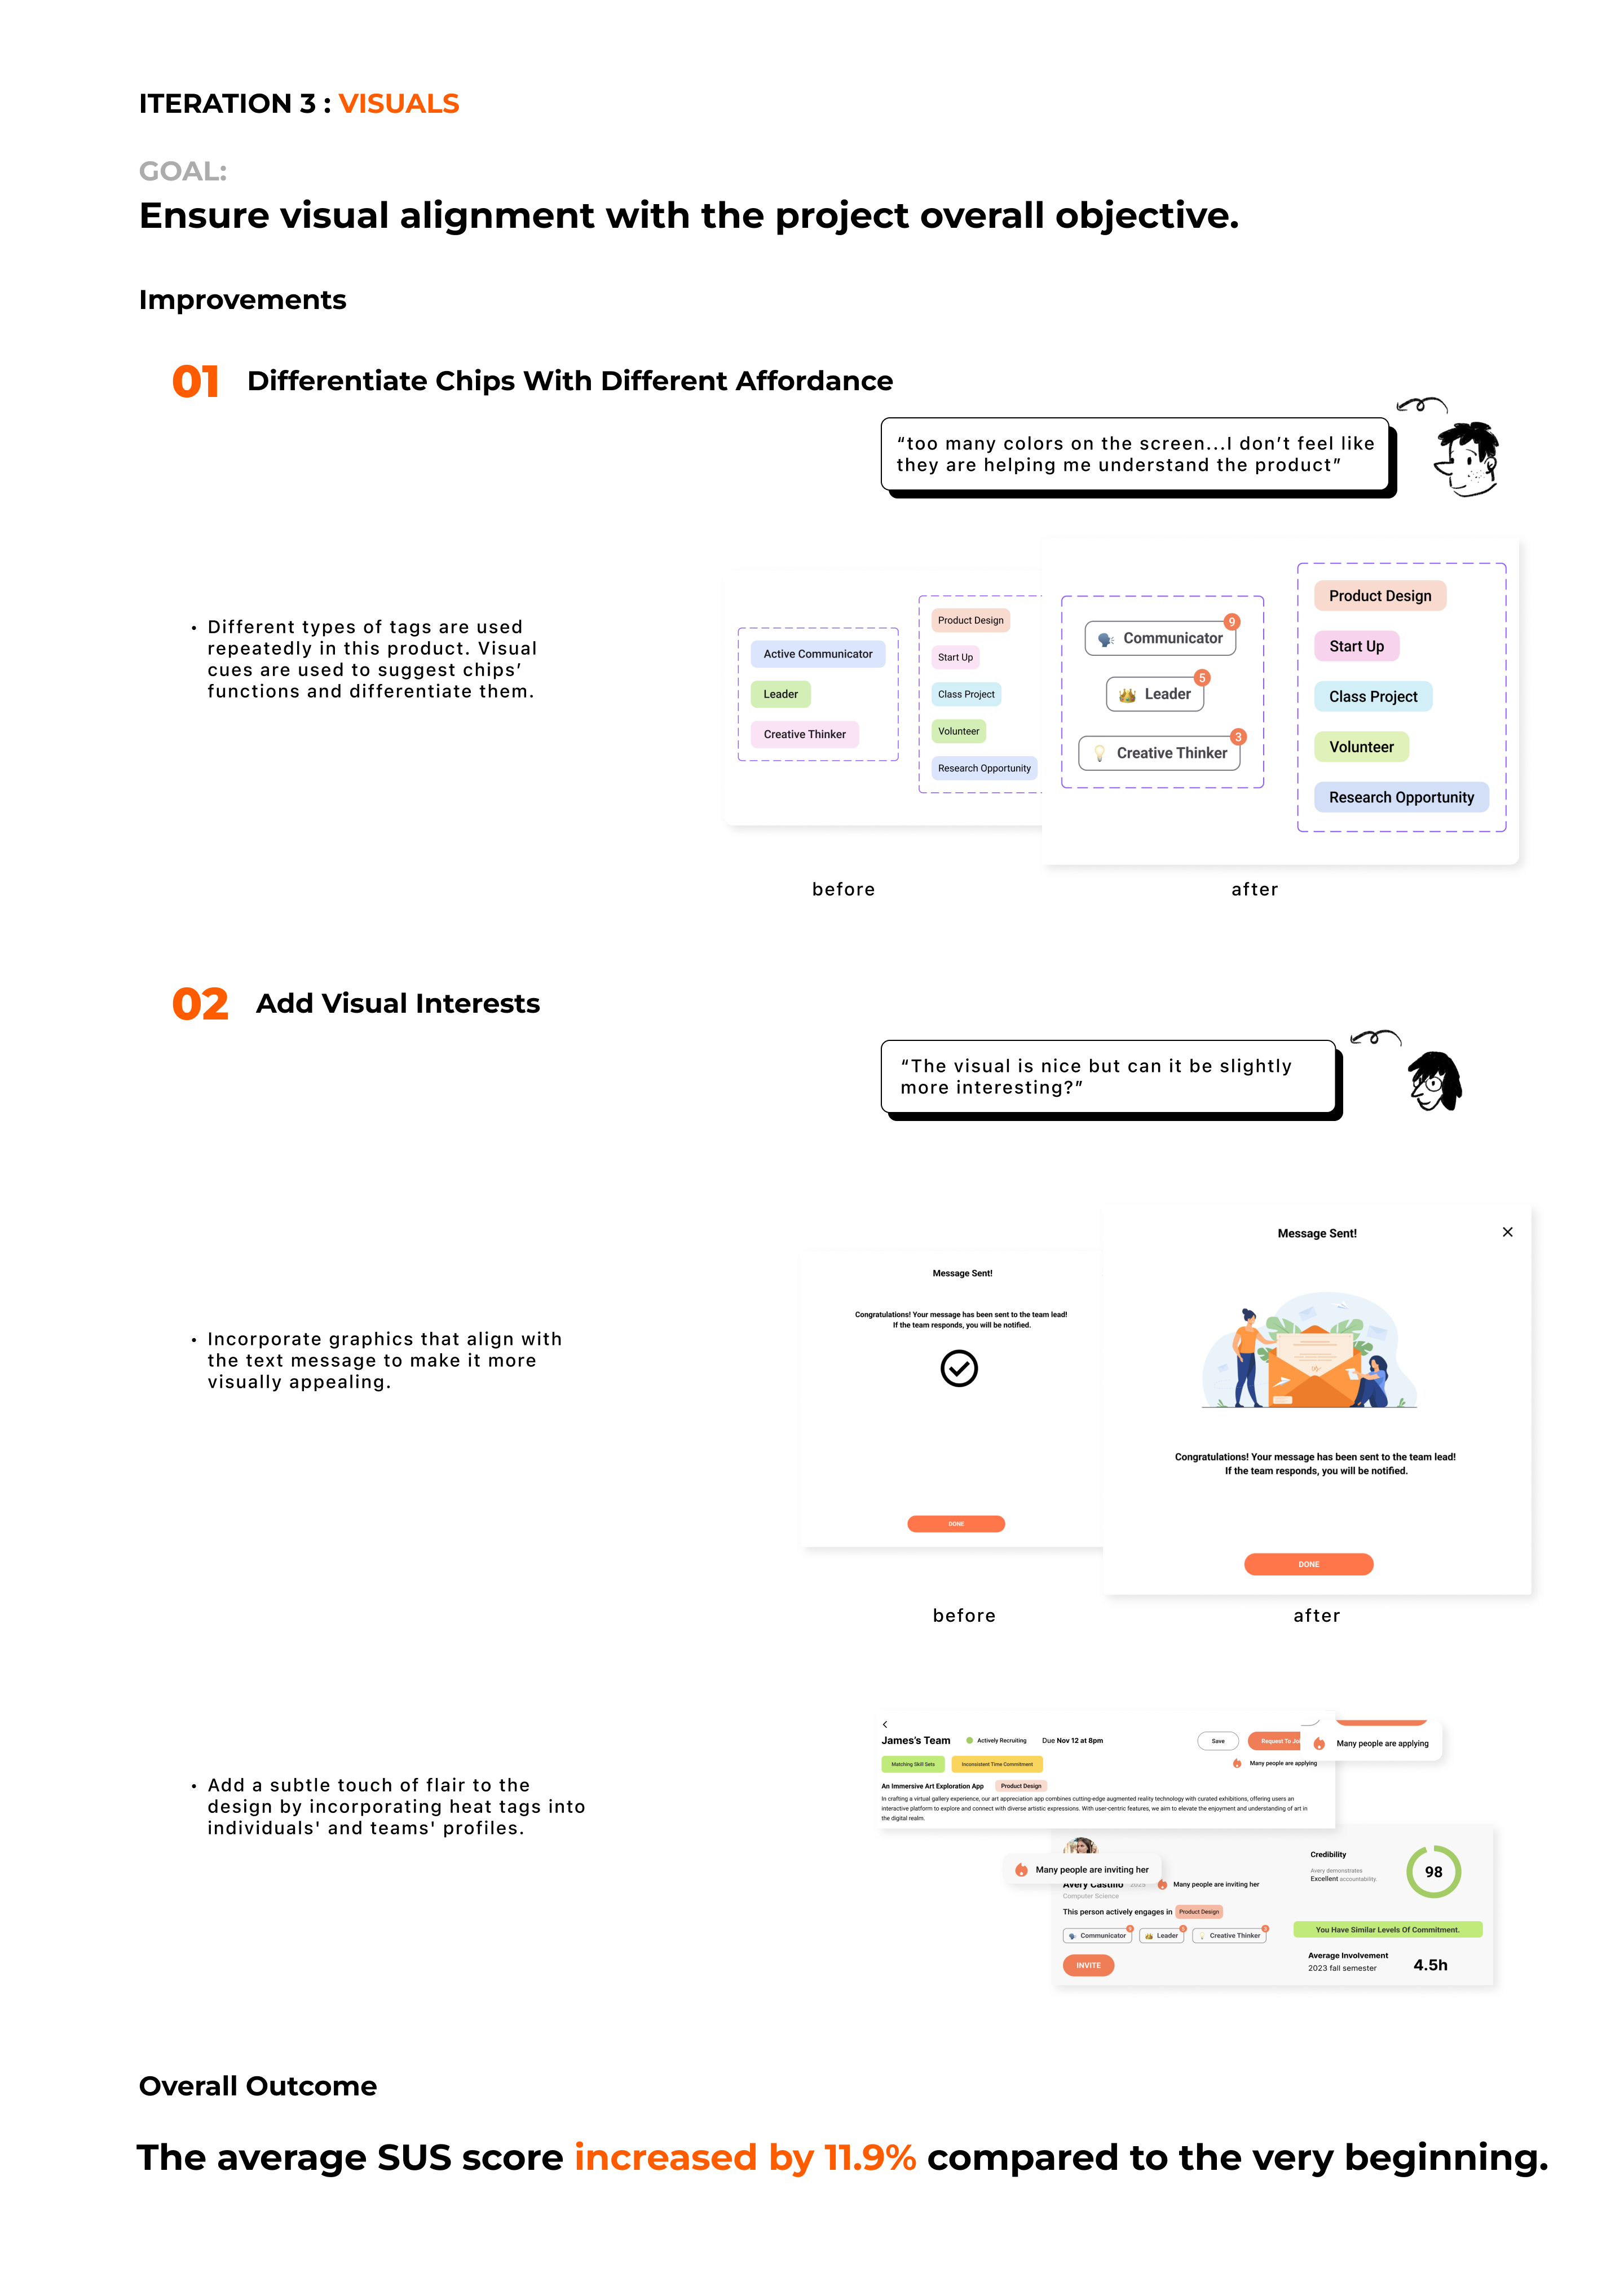 ITERATION 3 : VISUALS
GOAL:
Ensure visual alignment with the project overall objective.
Improvements
01 Differentiate Chips With Different Affordance
“too many colors on the screen...I don’t feel like
they are helping me understand the product”
• Different types of tags are used
repeatedly in this product. Visual
cues are used to suggest chips’
functions and differentiate them.
Active Communicator
Leader
Creative Thinker
Product Design
Start Up
Class Project
Volunteer
Research Opportunity
9
Communicator
5
Leader
3
Creative Thinker
Product Design
Start Up
Class Project
Volunteer
Research Opportunity
before
after
02 Add Visual Interests
“The visual is nice but can it be slightly
more interesting?”
• Incorporate graphics that align with
the text message to make it more
visually appealing.
Message Sent!
Congratulations! Your message has been sent to the team lead!
If the team responds, you will be notified.
DONE
Message Sent!
Congratulations! Your message has been sent to the team lead!
If the team responds, you will be notified.
DONE
before
after
• Add a subtle touch of flair to the
design by incorporating heat tags into
individuals' and teams' profiles.
James's Team Actively Recruiting Due Nov 12 at 8pm Save Request To
Many people are applying
Matching Skill Sets Inconsistent Time Commitment Many people are applying
An Immersive Art Exploration App Product Design
In crafting a virtual gallery experience, our art appreciation app combines cutting-edge augmented reality technology with curated exhibitions, offering users an
interactive platform to explore and connect with diverse artistic expressions. With user-centric features, we aim to elevate the enjoyment and understanding of art in
the digital realm.
Many people are inviting her
Avery Castillo 2025 Many people are inviting her
Computer Science
This person actively engages in Product Design
Communicator Leader Creative Thinker
INVITE
Credibility
Avery demonstrates
Excellent accountability.
98
You Have Similar Levels Of Commitment.
Average Involvement
2023 fall semester
4.5h
Overall Outcome
The average SUS score increased by 11.9% compared to the very beginning.